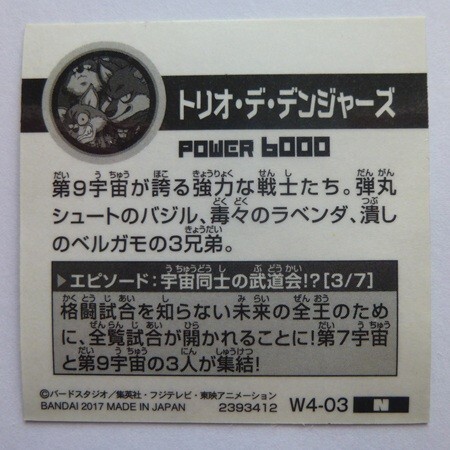 トリオ・デ・デンジャーズ
POWER 6000
第9宇宙が誇る強力な戦士たち。弾丸
シュートのバジル、毒々のラベンダ、潰し
のベルガモの3兄弟。
▶エピソード:宇宙同士の武道会!?[3/7]
格闘試合を知らない未来の全王のため
に、全覧試合が開かれることに!第7宇宙
と第9宇宙の3人が集結!
©バードスタジオ/集英社・フジテレビ・東映アニメーション
BANDAI 2017 MADE IN JAPAN 2393412 W4-03 N